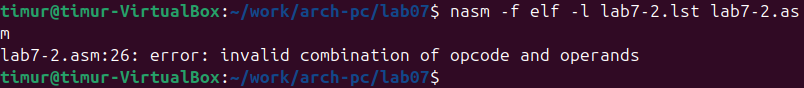 timur@timur-VirtualBox:~/work/arch-pc/lab07$ nasm -f elf -l lab7-2.lst lab7-2.as
m
lab7-2.asm:26: error: invalid combination of opcode and operands
timur@timur-VirtualBox:~/work/arch-pc/lab07$